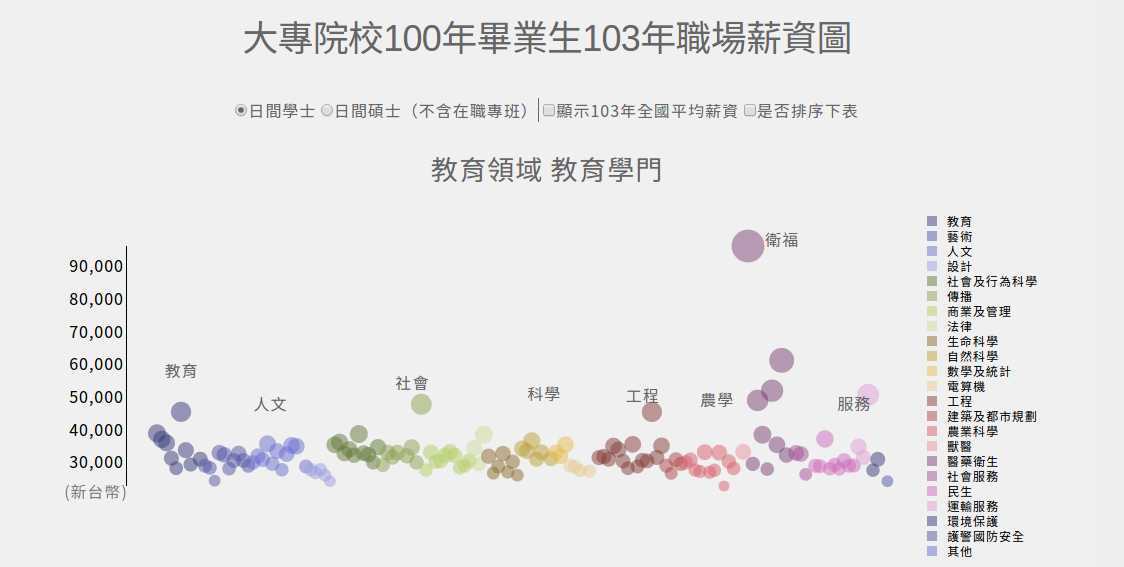 大專院校100年畢業生103年職場薪資圖
日間學士 日間碩士（不含在職專班） 顯示103年全國平均薪資 是否排序下表
教育領域 教育學門
衛福
90,000
80,000
70,000
60,000
50,000
40,000
30,000
(新台幣)
教育
人文
社會
科學
工程
農學
服務
教育
藝術
人文
設計
社會及行為科學
傳播
商業及管理
法律
生命科學
自然科學
數學及統計
電算機
工程
建築及都市規劃
農業科學
獸醫
醫藥衛生
社會服務
民生
運輸服務
環境保護
護警國防安全
其他